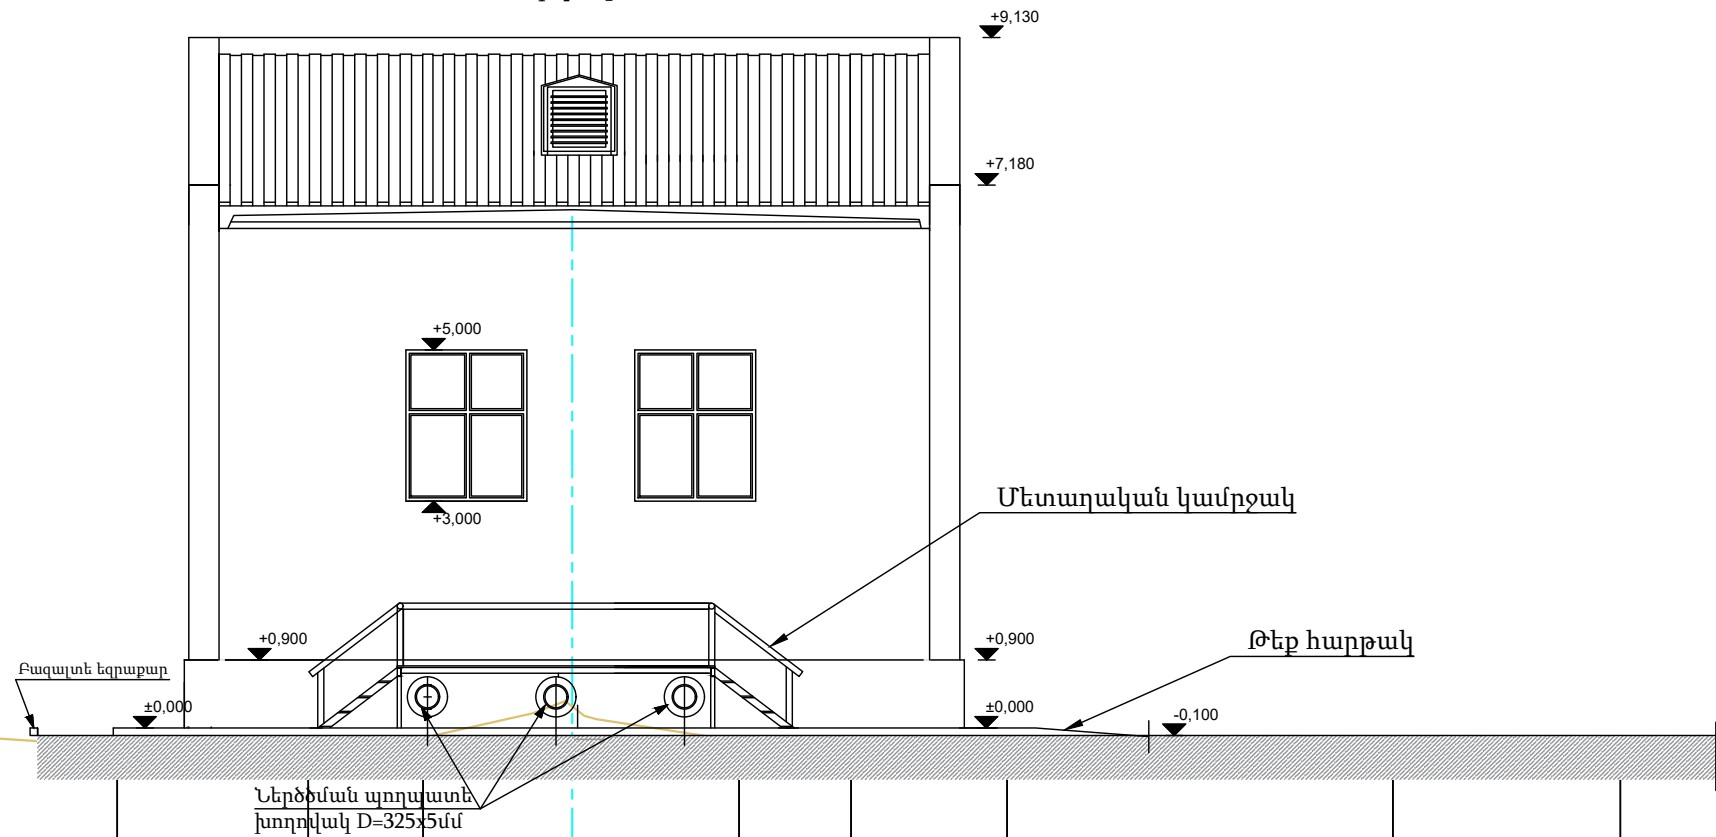 +9,130
+7,180
+5,000
+3,000
Մետաղական կամրջակ
+0,900
+0,900
Թեք հարթակ
Բազալտե եզրաքար
±0,000
±0,000
-0,100
Ներծծման պողպատե
խողովակ D=325x5մմ